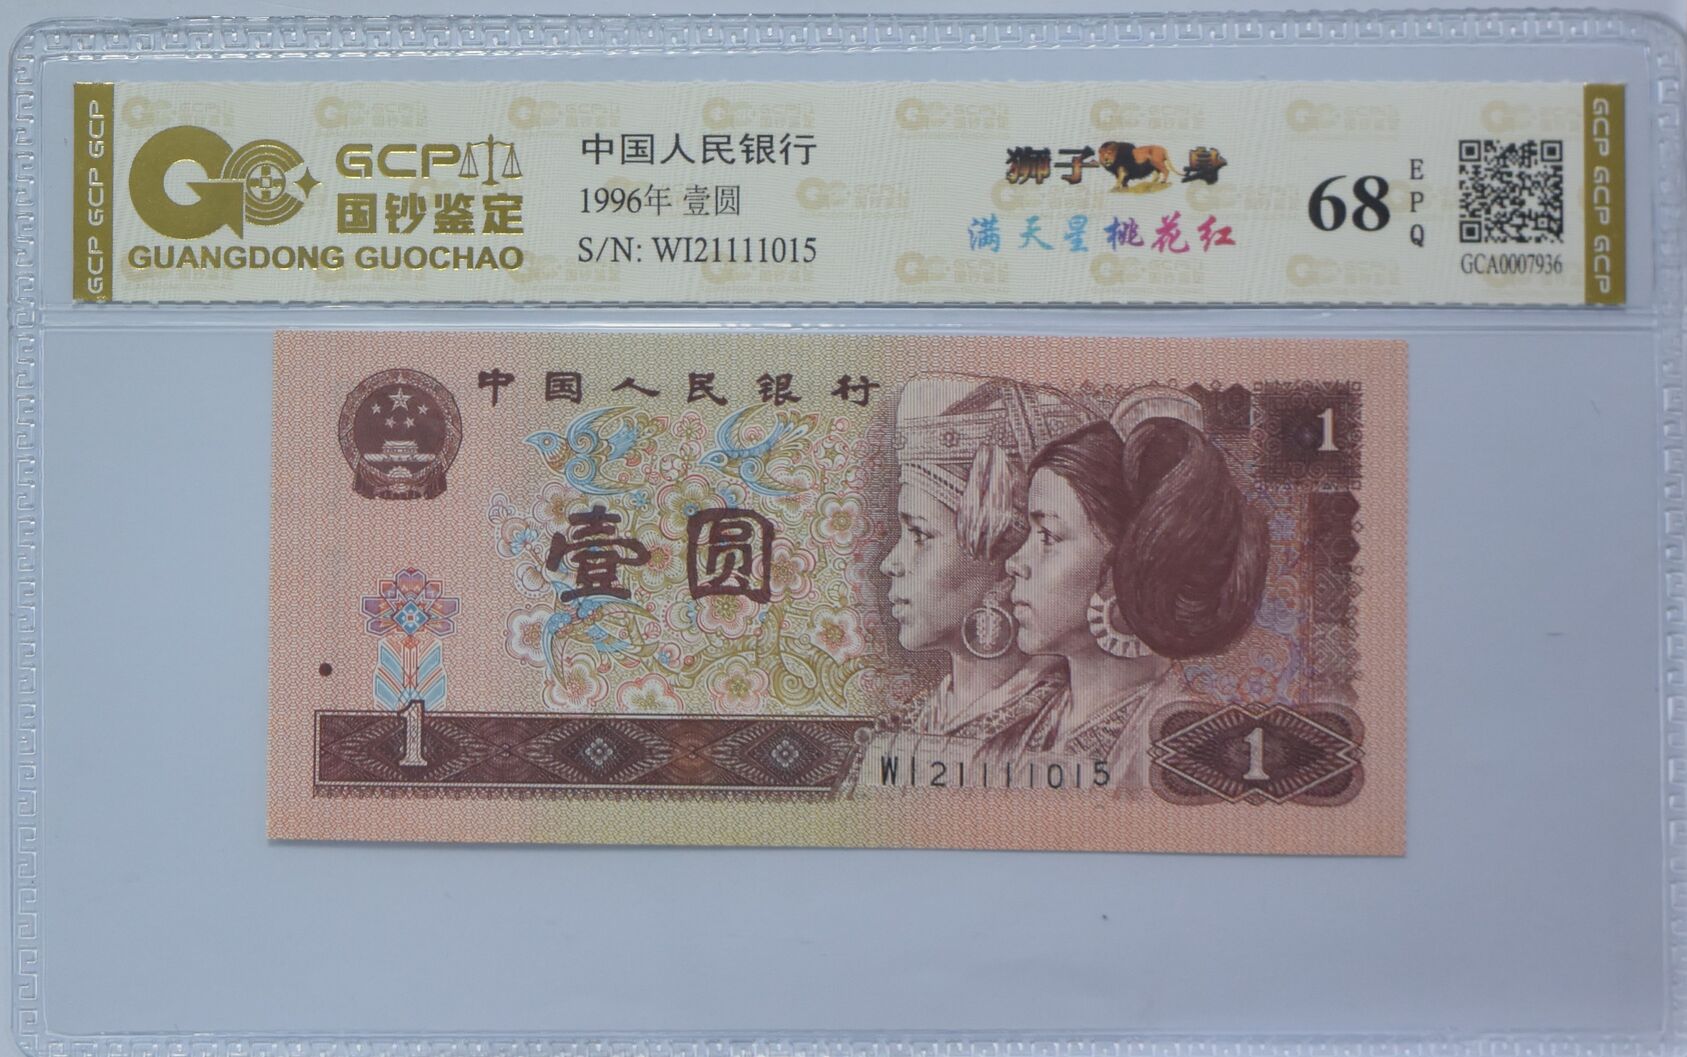 GCP GCP GCP
GCP
国钞鉴定
GUANGDONG GUOCHAO
中国人民银行
1996年 壹圆
S/N: WI21111015
狮子 身
满天星桃花红
68
EPQ
GCA0007936
GCP GCP GCP
中国人民银行
1
壹圆
1
WI21111015
1